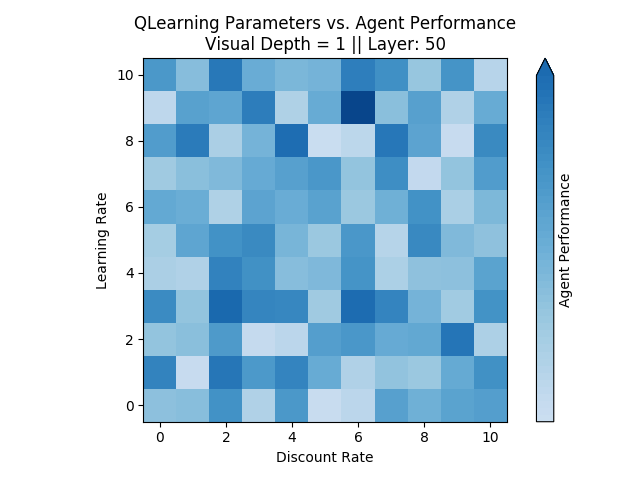 QLearning Parameters vs. Agent Performance
Visual Depth = 1 || Layer: 50
10
8
6
4
2
0
Learning Rate
0 2 4 6 8 10
Discount Rate
Agent Performance